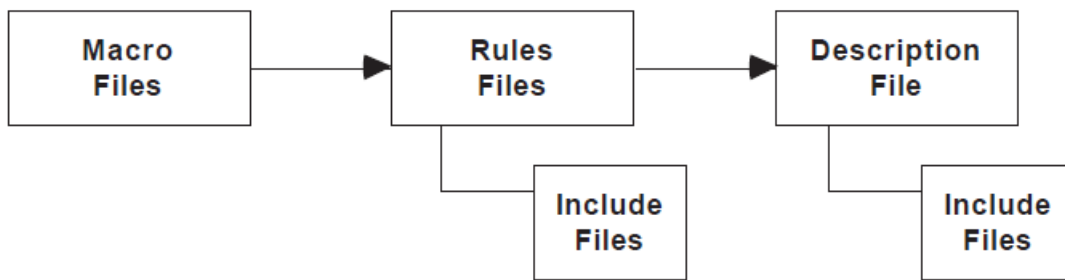 Macro
Files
Rules
Files
Description
File
Include
Files
Include
Files